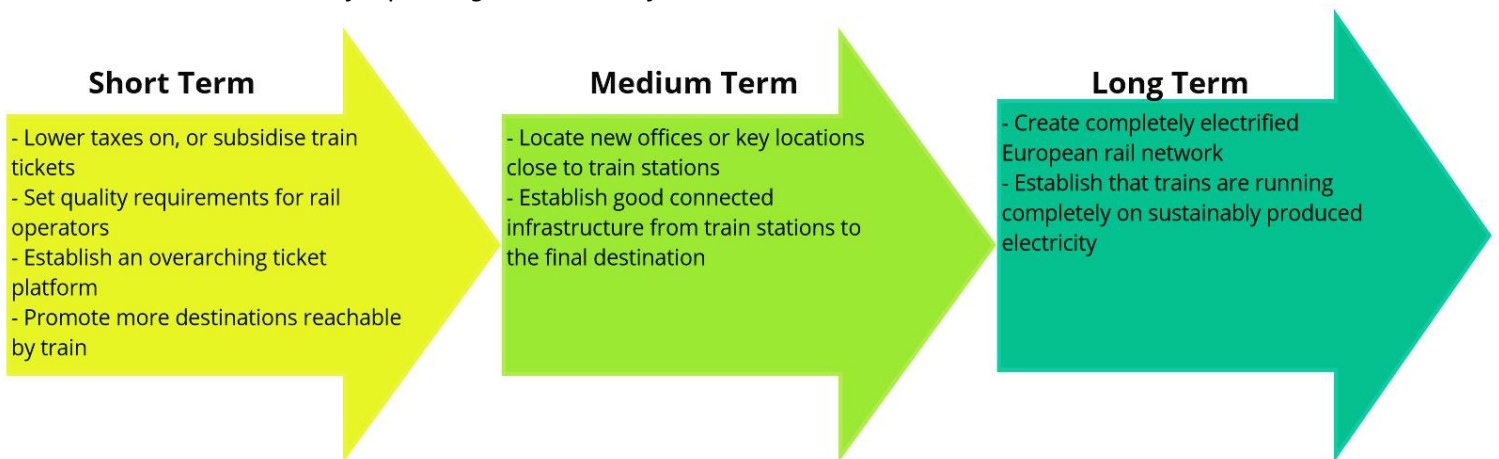 Short Term
- Lower taxes on, or subsidise train
tickets
- Set quality requirements for rail
operators
- Establish an overarching ticket
platform
- Promote more destinations reachable
by train
Medium Term
- Locate new offices or key locations
close to train stations
- Establish good connected
infrastructure from train stations to
the final destination
Long Term
- Create completely electrified
European rail network
- Establish that trains are running
completely on sustainably produced
electricity